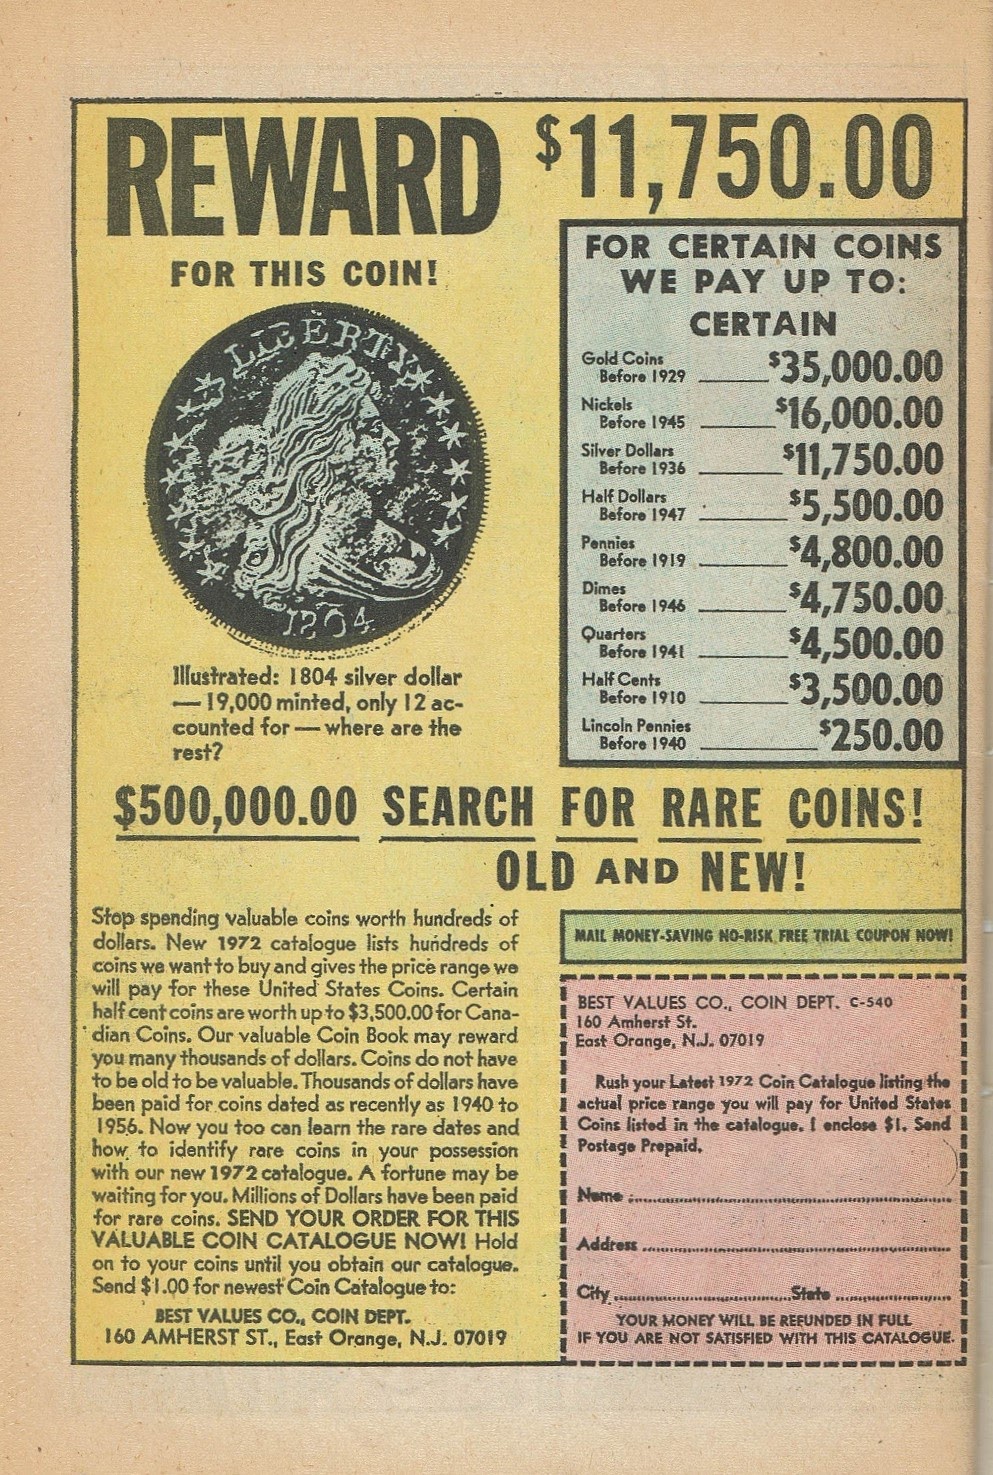 REWARD $11,750.00
FOR THIS COIN!
LIBERTY
1804
Illustrated: 1804 silver dollar
— 19,000 minted, only 12 ac-
counted for — where are the
rest?
FOR CERTAIN COINS
WE PAY UP TO:
CERTAIN
Gold Coins
Before 1929 $35,000.00
Nickels
Before 1945 $16,000.00
Silver Dollars
Before 1936 $11,750.00
Half Dollars
Before 1947 $5,500.00
Pennies
Before 1919 $4,800.00
Dimes
Before 1946 $4,750.00
Quarters
Before 1941 $4,500.00
Half Cents
Before 1910 $3,500.00
Lincoln Pennies
Before 1940 $250.00
$500,000.00 SEARCH FOR RARE COINS!
OLD AND NEW!
Stop spending valuable coins worth hundreds of
dollars. New 1972 catalogue lists hundreds of
coins we want to buy and gives the price range we
will pay for these United States Coins. Certain
half cent coins are worth up to $3,500.00 for Cana-
dian Coins. Our valuable Coin Book may reward
you many thousands of dollars. Coins do not have
to be old to be valuable. Thousands of dollars have
been paid for coins dated as recently as 1940 to
1956. Now you too can learn the rare dates and
how to identify rare coins in your possession
with our new 1972 catalogue. A fortune may be
waiting for you. Millions of Dollars have been paid
for rare coins. SEND YOUR ORDER FOR THIS
VALUABLE COIN CATALOGUE NOW! Hold
on to your coins until you obtain our catalogue.
Send $1.00 for newest Coin Catalogue to:
BEST VALUES CO., COIN DEPT.
160 AMHERST ST., East Orange, N.J. 07019
MAIL MONEY-SAVING NO-RISK FREE TRIAL COUPON NOW!
BEST VALUES CO., COIN DEPT. C-540
160 Amherst St.
East Orange, N.J. 07019
Rush your Latest 1972 Coin Catalogue listing the
actual price range you will pay for United States
Coins listed in the catalogue. I enclose $1. Send
Postage Prepaid.
Name
Address
City State
YOUR MONEY WILL BE REFUNDED IN FULL
IF YOU ARE NOT SATISFIED WITH THIS CATALOGUE.